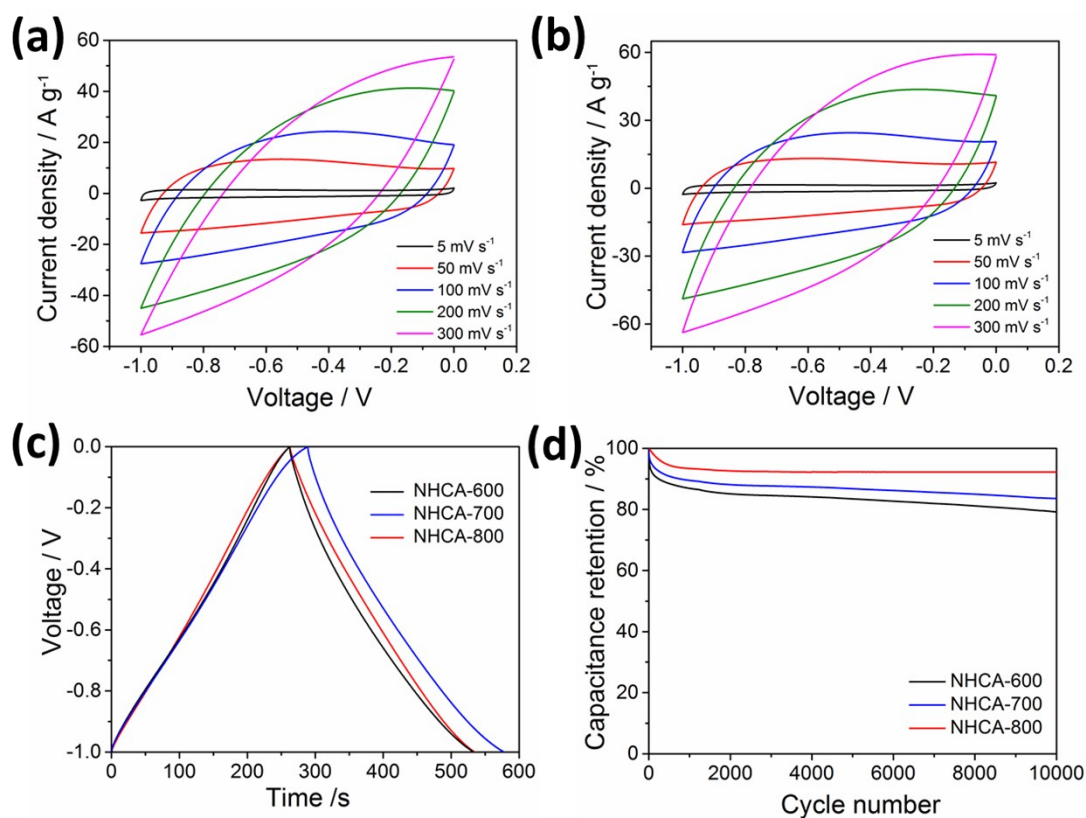 (a)
60
40
20
0
-20
-40
-60
Current density / A g⁻¹
-1.0 -0.8 -0.6 -0.4 -0.2 0.0 0.2
Voltage / V
5 mV s⁻¹
50 mV s⁻¹
100 mV s⁻¹
200 mV s⁻¹
300 mV s⁻¹
(b)
60
30
0
-30
-60
Current density / A g⁻¹
-1.0 -0.8 -0.6 -0.4 -0.2 0.0 0.2
Voltage / V
5 mV s⁻¹
50 mV s⁻¹
100 mV s⁻¹
200 mV s⁻¹
300 mV s⁻¹
(c)
0.0
-0.2
-0.4
-0.6
-0.8
-1.0
Voltage / V
0 100 200 300 400 500 600
Time /s
NHCA-600
NHCA-700
NHCA-800
(d)
100
80
60
40
20
0
Capacitance retention / %
0 2000 4000 6000 8000 10000
Cycle number
NHCA-600
NHCA-700
NHCA-800